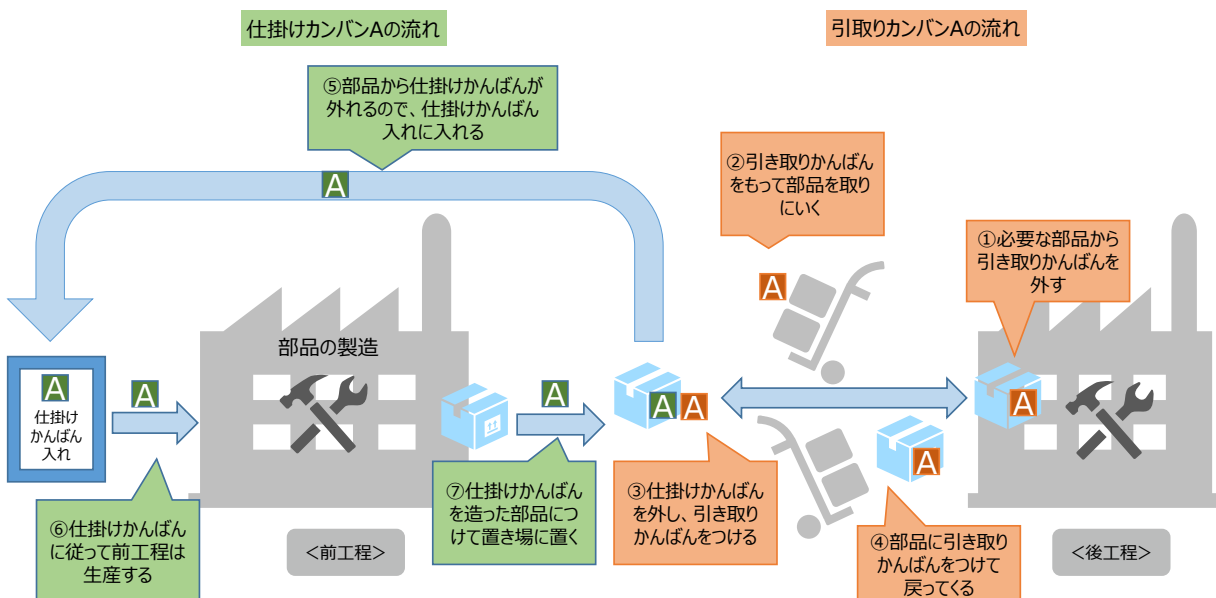 仕掛けカンバンAの流れ
引取りカンバンAの流れ
⑤部品から仕掛けかんばんが
外れるので、仕掛けかんばん
入れに入れる
A
②引き取りかんばん
をもって部品を取り
にいく
A
①必要な部品から
引き取りかんばんを
外す
A
仕掛け
かんばん
入れ
A
部品の製造
A
A
A
A
A
⑥仕掛けかんばん
に従って前工程は
生産する
<前工程>
⑦仕掛けかんばん
を造った部品につ
けて置き場に置く
③仕掛けかんばん
を外し、引き取り
かんばんをつける
④部品に引き取り
かんばんをつけて
戻ってくる
<後工程>